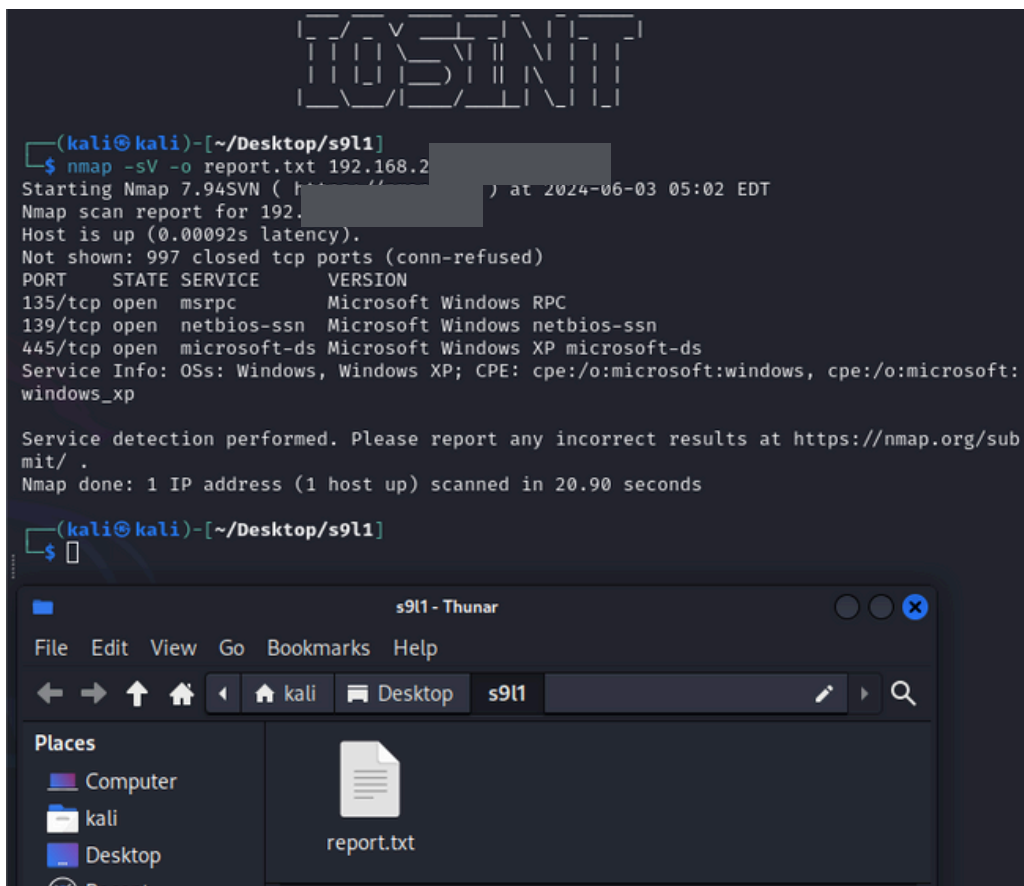 IOSINT
(kali㉿kali)-[~/Desktop/s9l1]
$ nmap -sV -o report.txt 192.168.2
Starting Nmap 7.94SVN ( ) at 2024-06-03 05:02 EDT
Nmap scan report for 192.
Host is up (0.00092s latency).
Not shown: 997 closed tcp ports (conn-refused)
PORT STATE SERVICE VERSION
135/tcp open msrpc Microsoft Windows RPC
139/tcp open netbios-ssn Microsoft Windows netbios-ssn
445/tcp open microsoft-ds Microsoft Windows XP microsoft-ds
Service Info: OSs: Windows, Windows XP; CPE: cpe:/o:microsoft:windows, cpe:/o:microsoft:
windows_xp
Service detection performed. Please report any incorrect results at https://nmap.org/sub
mit/ .
Nmap done: 1 IP address (1 host up) scanned in 20.90 seconds
(kali㉿kali)-[~/Desktop/s9l1]
$
s9l1 - Thunar
File Edit View Go Bookmarks Help
kali Desktop s9l1
Places
Computer
kali
Desktop
report.txt